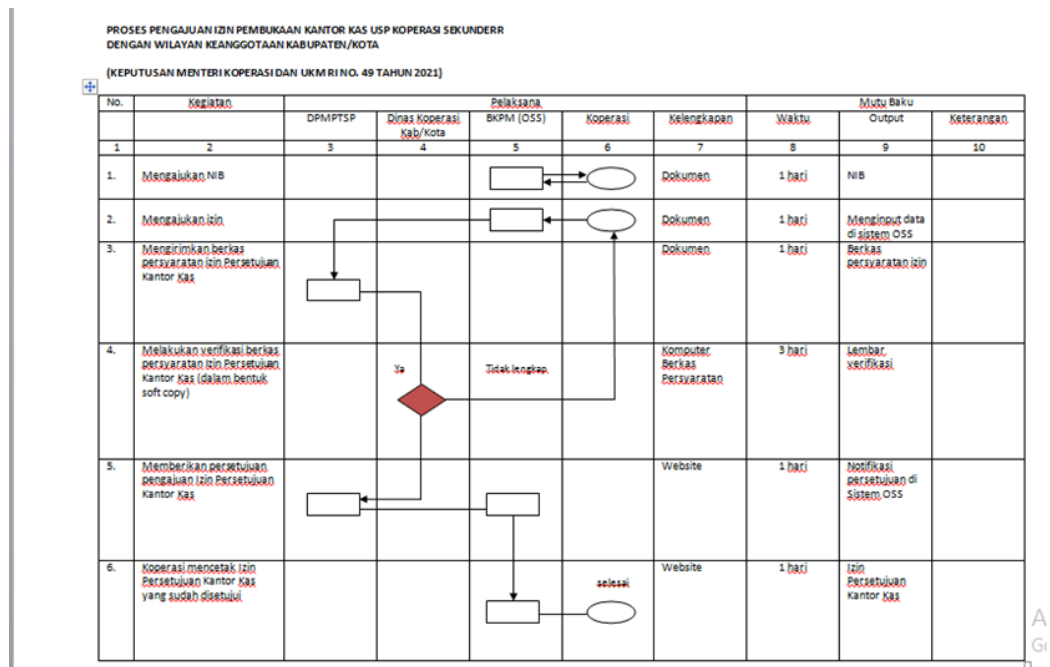 PROSES PENGAJUAN IZIN PEMBUKAAN KANTOR KAS USP KOPERASI SEKUNDERR
DENGAN WILAYAN KEANGGOTAAN KABUPATEN/KOTA
(KEPUTUSAN MENTERI KOPERASI DAN UKM RI NO. 49 TAHUN 2021)
No. Kegiatan Pelaksana Mutu Baku
DPMPTSP Dinas Koperasi BKPM (OSS) Koperasi Kelengkapan Waktu Output Keterangan
Kab/Kota
1 2 3 4 5 6 7 8 9 10
1. Mengajukan NIB Dokumen 1 hari NIB
2. Mengajukan izin Dokumen 1 hari Menginput data
di sistem OSS
3. Mengirimkan berkas Dokumen 1 hari Berkas
persyaratan izin Persetujuan persyaratan izin
Kantor Kas
4. Melakukan verifikasi berkas Komputer 3 hari Lembar
persyaratan Izin Persetujuan Ya Tidak lengkap Berkas verifikasi
Kantor Kas (dalam bentuk Persyaratan
soft copy)
5. Memberikan persetujuan Website 1 hari Notifikasi
pengajuan Izin Persetujuan persetujuan di
Kantor Kas Sistem OSS
6. Koperasi mencetak Izin Website 1 hari Izin
Persetujuan Kantor Kas selesai Persetujuan
yang sudah disetujui Kantor Kas